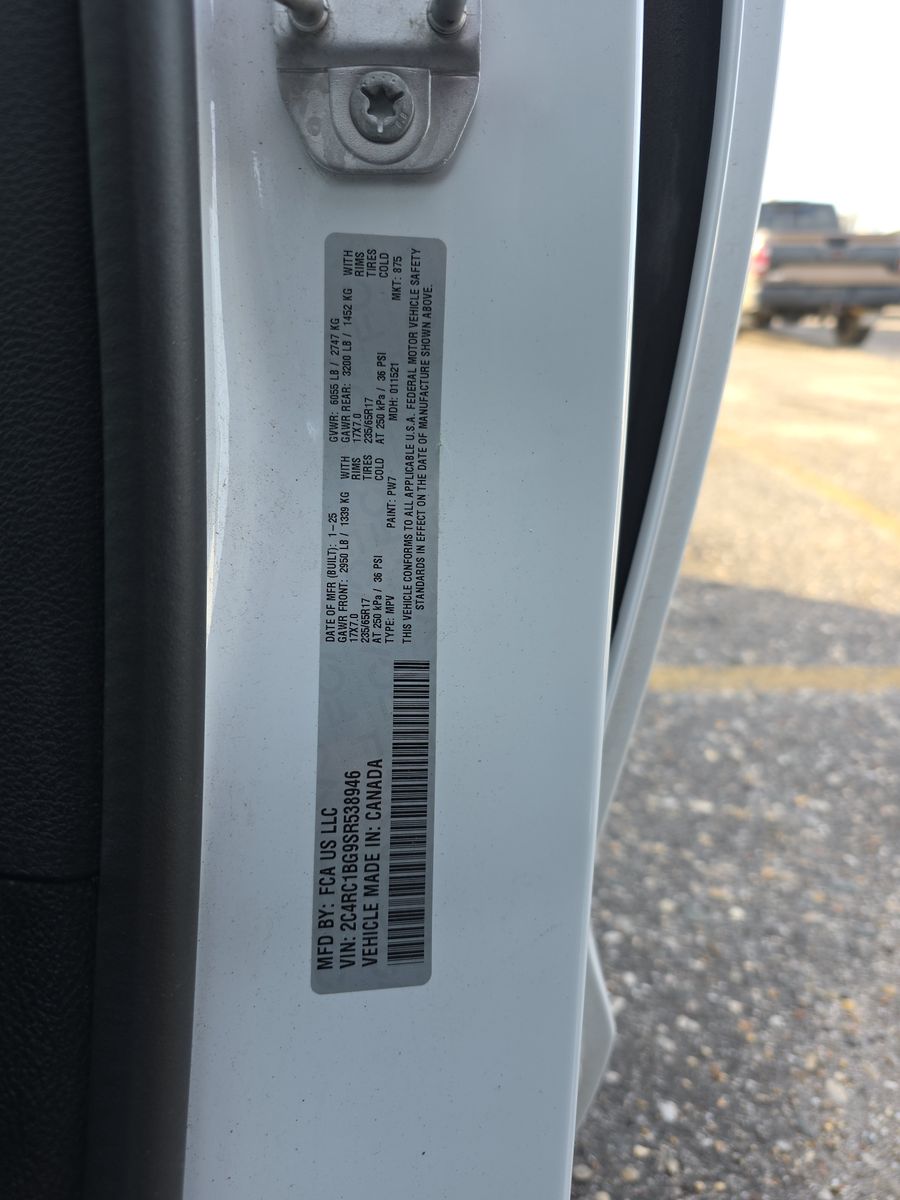 MFD BY: FCA US LLC
VIN: 2C4RC1BG9SR538946
VEHICLE MADE IN: CANADA
DATE OF MFR (BUILT): 1-25 GVWR: 6055 LB / 2747 KG
GAWR FRONT: 2950 LB / 1339 KG WITH GAWR REAR: 3200 LB / 1452 KG WITH
17X7.0 RIMS 17X7.0 RIMS
235/65R17 TIRES 235/65R17 TIRES
AT 250 kPa / 36 PSI COLD AT 250 kPa / 36 PSI COLD
TYPE: MPV PAINT: PW7 MDH: 011521 MKT: 875
THIS VEHICLE CONFORMS TO ALL APPLICABLE U.S.A. FEDERAL MOTOR VEHICLE SAFETY
STANDARDS IN EFFECT ON THE DATE OF MANUFACTURE SHOWN ABOVE.